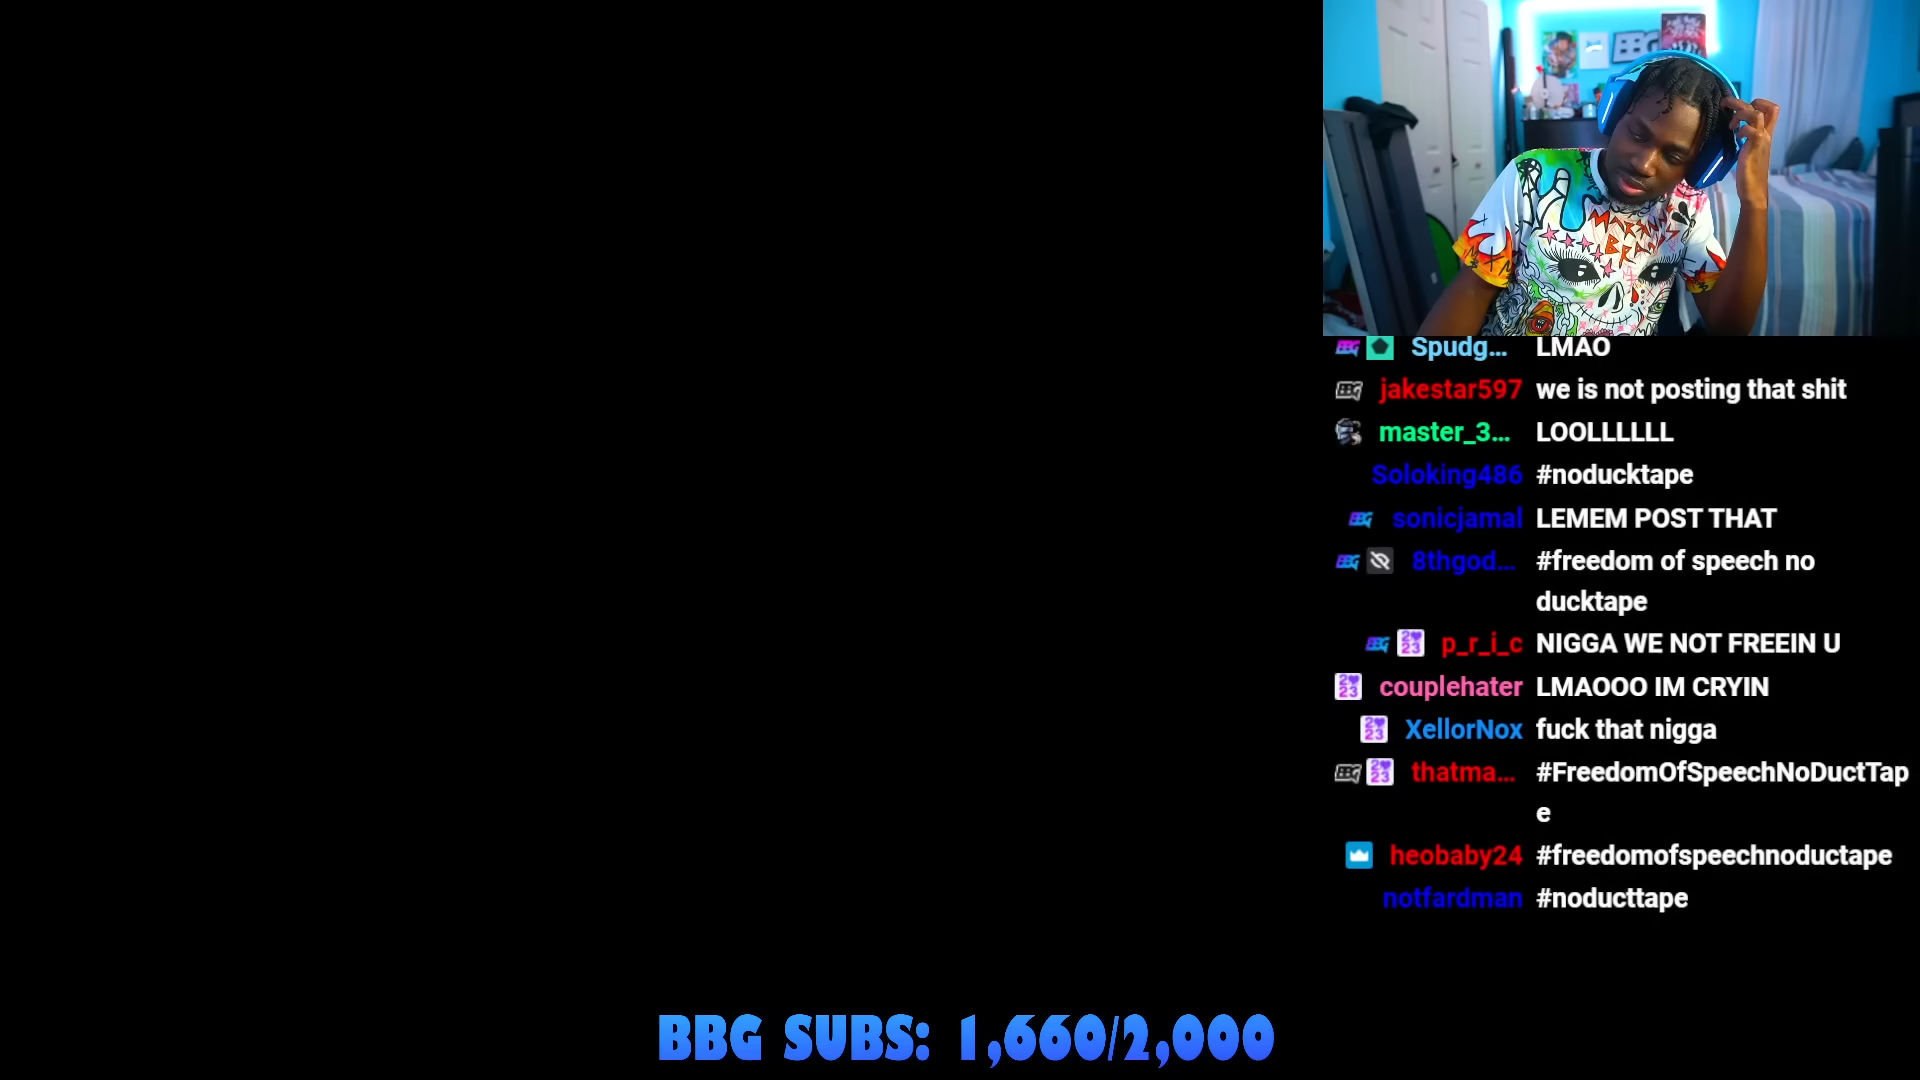 BBG
MARTIAN
LMAO
Spudg...
jakestar597 we is not posting that shit
master_3... LOOLLLLLL
Soloking486 #noducktape
sonicjamal LEMEM POST THAT
8thgod... #freedom of speech no
ducktape
p_r_i_c NIGGA WE NOT FREEIN U
couplehater LMAOOO IM CRYIN
XellorNox fuck that nigga
thatma... #FreedomOfSpeechNoDuctTap
e
heobaby24 #freedomofspeechnoductape
notfardman #noducttape
BBG SUBS: 1,660/2,000